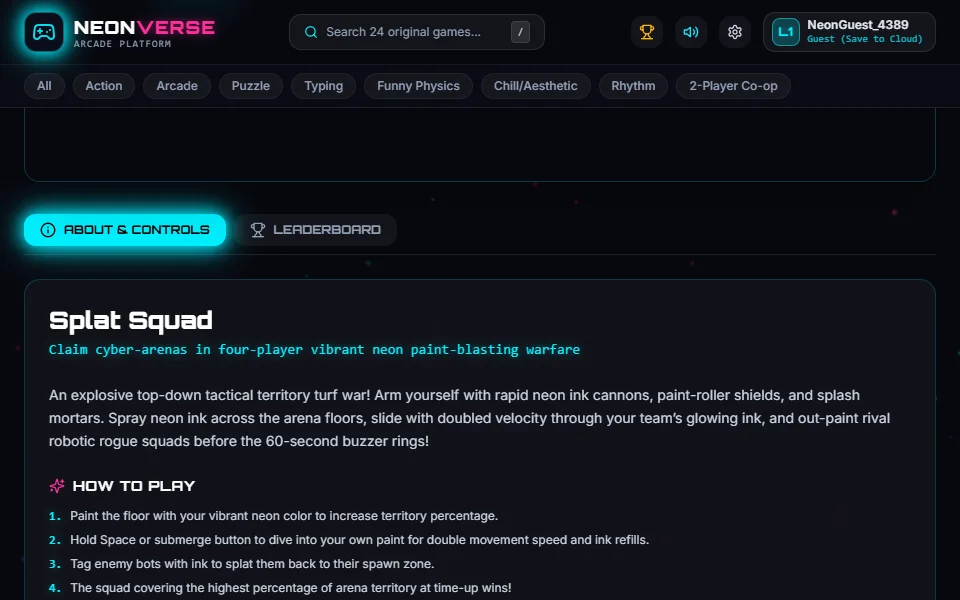 NEONVERSE
ARCADE PLATFORM
Search 24 original games...
/
L1
NeonGuest_4389
Guest (Save to Cloud)
All
Action
Arcade
Puzzle
Typing
Funny Physics
Chill/Aesthetic
Rhythm
2-Player Co-op
ABOUT & CONTROLS
LEADERBOARD
Splat Squad
Claim cyber-arenas in four-player vibrant neon paint-blasting warfare
An explosive top-down tactical territory turf war! Arm yourself with rapid neon ink cannons, paint-roller shields, and splash
mortars. Spray neon ink across the arena floors, slide with doubled velocity through your team’s glowing ink, and out-paint rival
robotic rogue squads before the 60-second buzzer rings!
HOW TO PLAY
1. Paint the floor with your vibrant neon color to increase territory percentage.
2. Hold Space or submerge button to dive into your own paint for double movement speed and ink refills.
3. Tag enemy bots with ink to splat them back to their spawn zone.
4. The squad covering the highest percentage of arena territory at time-up wins!